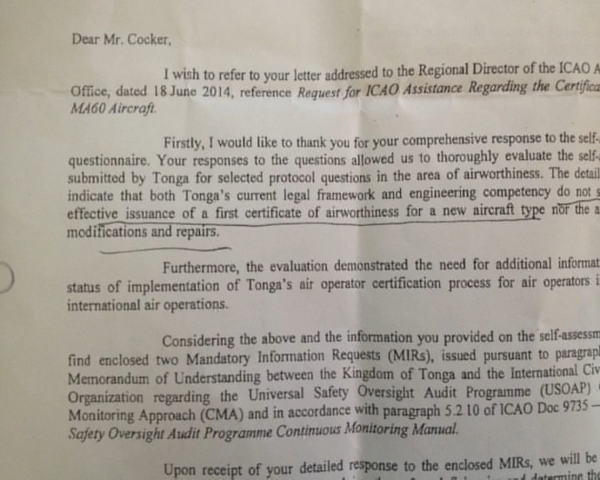 Dear Mr. Cocker,
I wish to refer to your letter addressed to the Regional Director of the ICAO A
Office, dated 18 June 2014, reference Request for ICAO Assistance Regarding the Certifica
MA60 Aircraft.
Firstly, I would like to thank you for your comprehensive response to the self-
questionnaire. Your responses to the questions allowed us to thoroughly evaluate the self-
submitted by Tonga for selected protocol questions in the area of airworthiness. The detail
indicate that both Tonga's current legal framework and engineering competency do not s
effective issuance of a first certificate of airworthiness for a new aircraft type nor the a
modifications and repairs.
Furthermore, the evaluation demonstrated the need for additional informat
status of implementation of Tonga's air operator certification process for air operators i
international air operations.
Considering the above and the information you provided on the self-assessm
find enclosed two Mandatory Information Requests (MIRs), issued pursuant to paragraph
Memorandum of Understanding between the Kingdom of Tonga and the International Civ
Organization regarding the Universal Safety Oversight Audit Programme (USOAP)
Monitoring Approach (CMA) and in accordance with paragraph 5.2.10 of ICAO Doc 9735 –
Safety Oversight Audit Programme Continuous Monitoring Manual.
Upon receipt of your detailed response to the enclosed MIRs, we will be
determine the